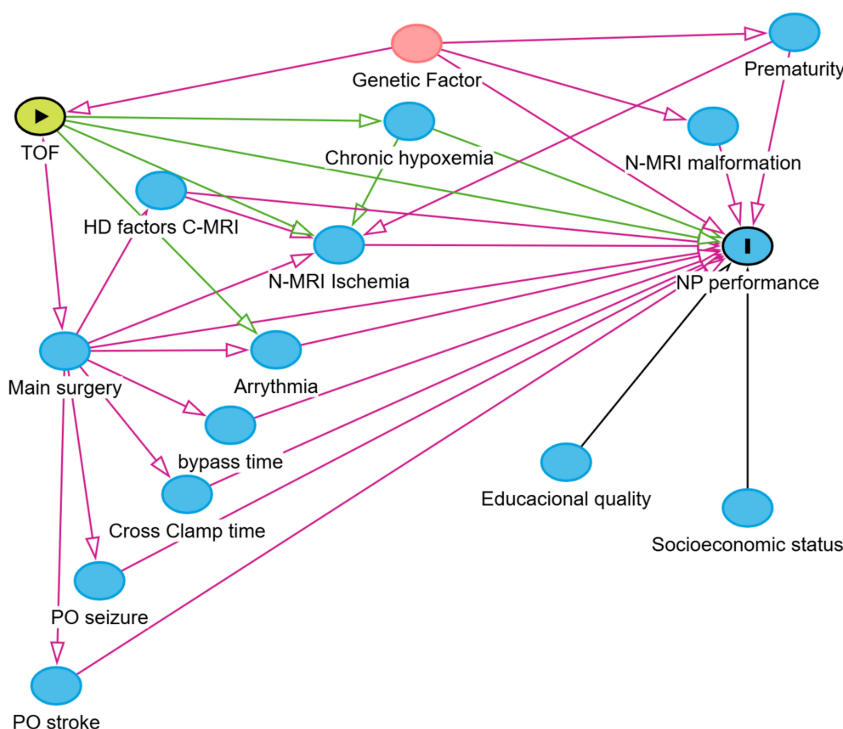 Genetic Factor
Prematurity
TOF
Chronic hypoxemia
N-MRI malformation
HD factors C-MRI
N-MRI Ischemia
NP performance
Main surgery
Arrythmia
bypass time
Educacional quality
Cross Clamp time
Socioeconomic status
PO seizure
PO stroke